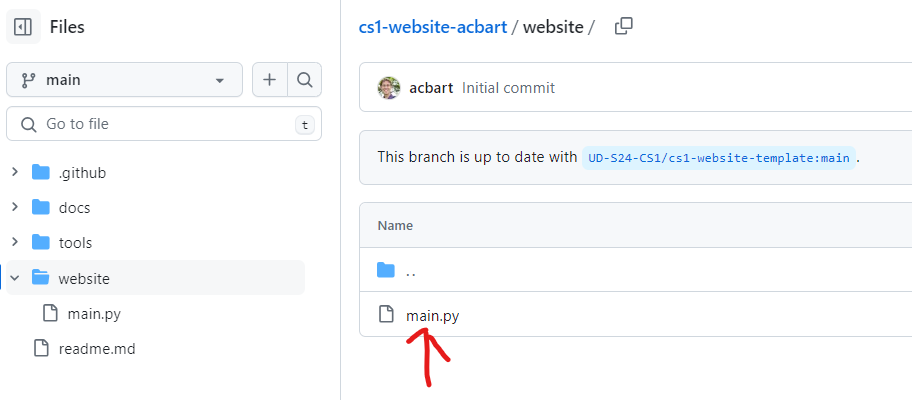 Files
main
Go to file
t
.github
docs
tools
website
main.py
readme.md
cs1-website-acbart / website /
acbart Initial commit
This branch is up to date with UD-S24-CS1/cs1-website-template:main .
Name
..
main.py